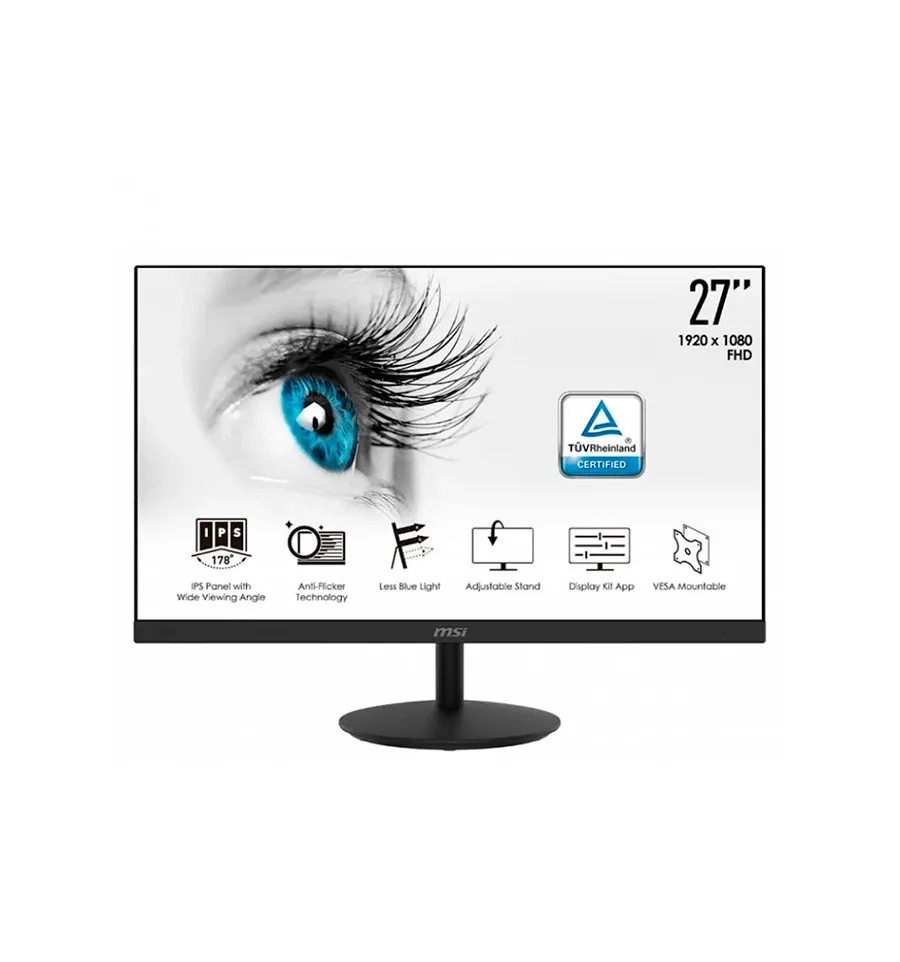 27’’
1920 x 1080
FHD
TÜVRheinland®
CERTIFIED
IPS
178°
IPS Panel with
Wide Viewing Angle
Anti-Flicker
Technology
Less Blue Light
Adjustable Stand
Display Kit App
VESA Mountable
msi